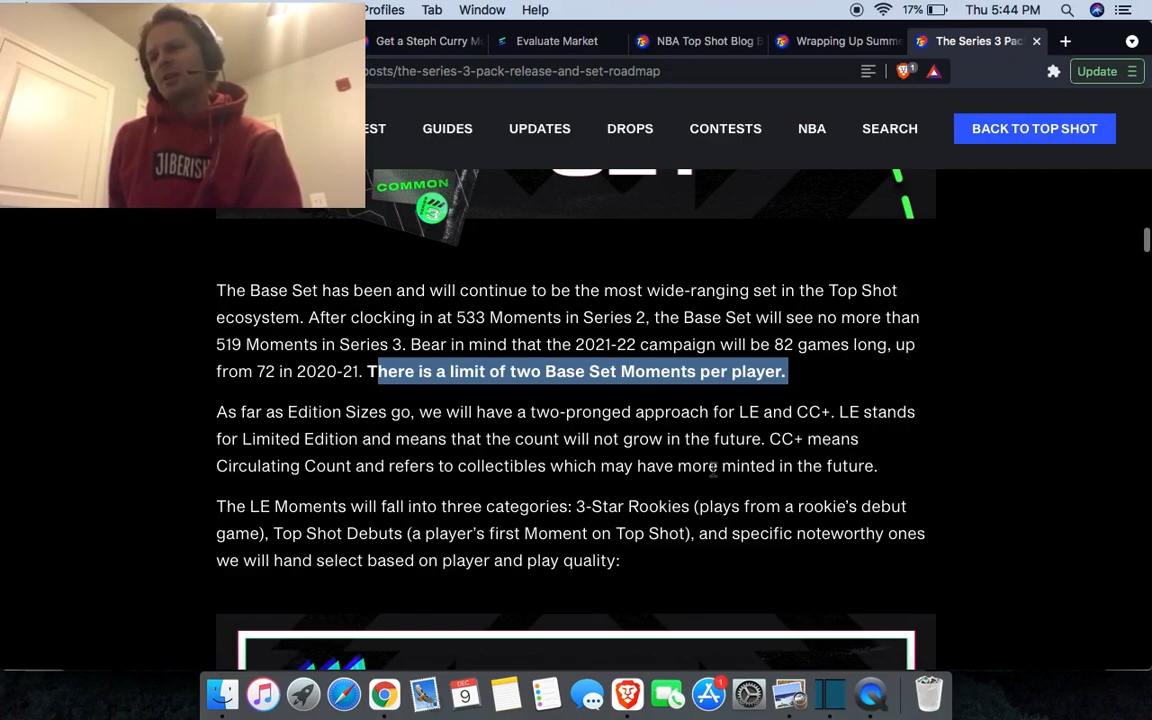 Profiles Tab Window Help 17% Thu 5:44 PM
Get a Steph Curry M Evaluate Market NBA Top Shot Blog Wrapping Up Summe The Series 3 Pac
posts/the-series-3-pack-release-and-set-roadmap 1 Update
EST GUIDES UPDATES DROPS CONTESTS NBA SEARCH BACK TO TOP SHOT
JIBERISH
COMMON
3
The Base Set has been and will continue to be the most wide-ranging set in the Top Shot
ecosystem. After clocking in at 533 Moments in Series 2, the Base Set will see no more than
519 Moments in Series 3. Bear in mind that the 2021-22 campaign will be 82 games long, up
from 72 in 2020-21. There is a limit of two Base Set Moments per player.
As far as Edition Sizes go, we will have a two-pronged approach for LE and CC+. LE stands
for Limited Edition and means that the count will not grow in the future. CC+ means
Circulating Count and refers to collectibles which may have more minted in the future.
The LE Moments will fall into three categories: 3-Star Rookies (plays from a rookie's debut
game), Top Shot Debuts (a player's first Moment on Top Shot), and specific noteworthy ones
we will hand select based on player and play quality:
DEC
9
1